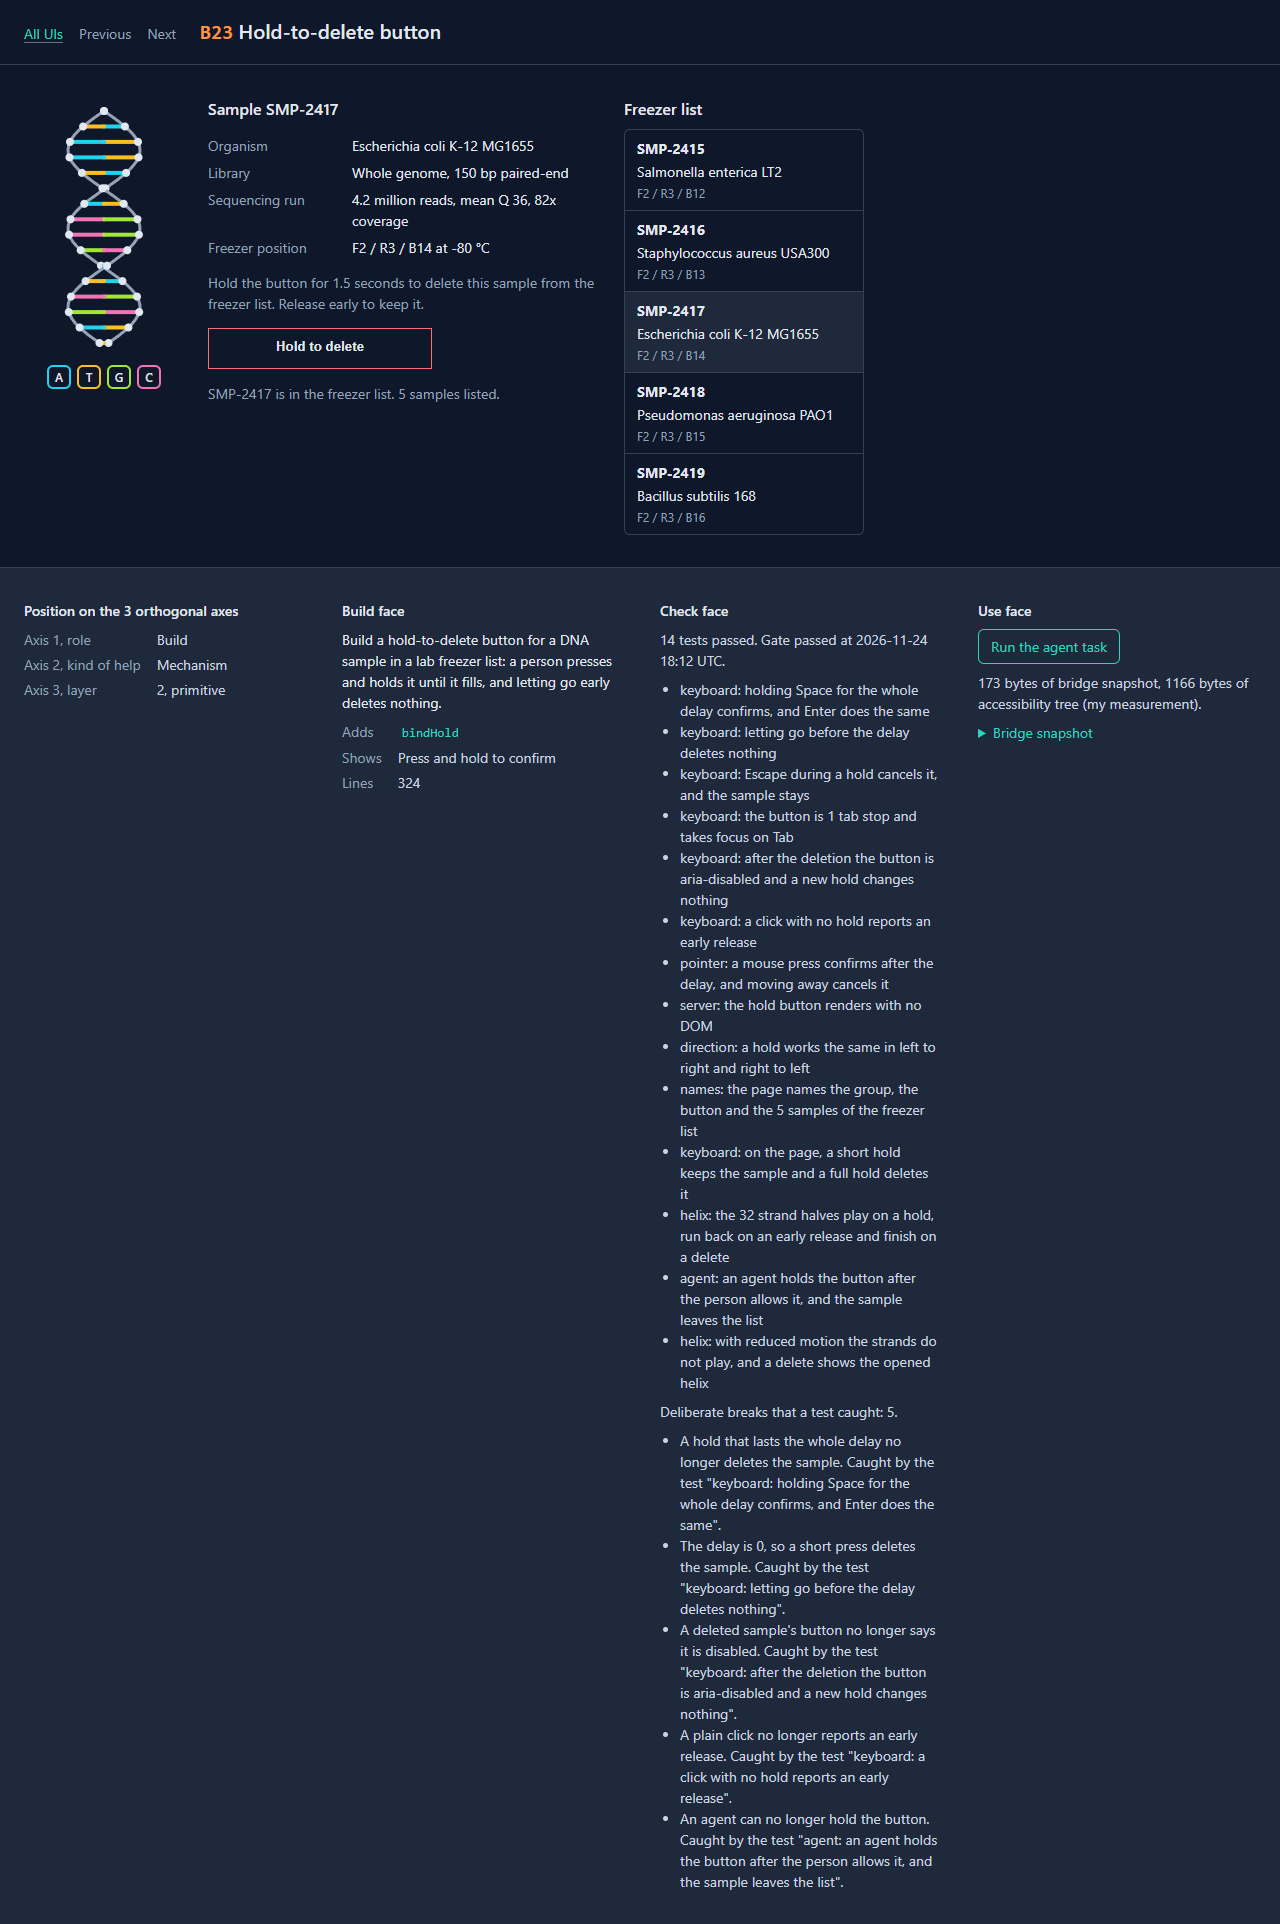 All UIs Previous Next B23 Hold-to-delete button
Sample SMP-2417
Organism Escherichia coli K-12 MG1655
Library Whole genome, 150 bp paired-end
Sequencing run 4.2 million reads, mean Q 36, 82x
coverage
Freezer position F2 / R3 / B14 at -80 °C
Hold the button for 1.5 seconds to delete this sample from the
freezer list. Release early to keep it.
Hold to delete
SMP-2417 is in the freezer list. 5 samples listed.
A T G C
Freezer list
SMP-2415
Salmonella enterica LT2
F2 / R3 / B12
SMP-2416
Staphylococcus aureus USA300
F2 / R3 / B13
SMP-2417
Escherichia coli K-12 MG1655
F2 / R3 / B14
SMP-2418
Pseudomonas aeruginosa PAO1
F2 / R3 / B15
SMP-2419
Bacillus subtilis 168
F2 / R3 / B16
Position on the 3 orthogonal axes
Axis 1, role Build
Axis 2, kind of help Mechanism
Axis 3, layer 2, primitive
Build face
Build a hold-to-delete button for a DNA
sample in a lab freezer list: a person presses
and holds it until it fills, and letting go early
deletes nothing.
Adds bindHold
Shows Press and hold to confirm
Lines 324
Check face
14 tests passed. Gate passed at 2026-11-24
18:12 UTC.
• keyboard: holding Space for the whole
delay confirms, and Enter does the same
• keyboard: letting go before the delay
deletes nothing
• keyboard: Escape during a hold cancels it,
and the sample stays
• keyboard: the button is 1 tab stop and
takes focus on Tab
• keyboard: after the deletion the button is
aria-disabled and a new hold changes
nothing
• keyboard: a click with no hold reports an
early release
• pointer: a mouse press confirms after the
delay, and moving away cancels it
• server: the hold button renders with no
DOM
• direction: a hold works the same in left to
right and right to left
• names: the page names the group, the
button and the 5 samples of the freezer
list
• keyboard: on the page, a short hold
keeps the sample and a full hold deletes
it
• helix: the 32 strand halves play on a hold,
run back on an early release and finish on
a delete
• agent: an agent holds the button after
the person allows it, and the sample
leaves the list
• helix: with reduced motion the strands do
not play, and a delete shows the opened
helix
Deliberate breaks that a test caught: 5.
• A hold that lasts the whole delay no
longer deletes the sample. Caught by the
test "keyboard: holding Space for the
whole delay confirms, and Enter does the
same".
• The delay is 0, so a short press deletes
the sample. Caught by the test
"keyboard: letting go before the delay
deletes nothing".
• A deleted sample's button no longer says
it is disabled. Caught by the test
"keyboard: after the deletion the button
is aria-disabled and a new hold changes
nothing".
• A plain click no longer reports an early
release. Caught by the test "keyboard: a
click with no hold reports an early
release".
• An agent can no longer hold the button.
Caught by the test "agent: an agent holds
the button after the person allows it, and
the sample leaves the list".
Use face
Run the agent task
173 bytes of bridge snapshot, 1166 bytes of
accessibility tree (my measurement).
▶ Bridge snapshot